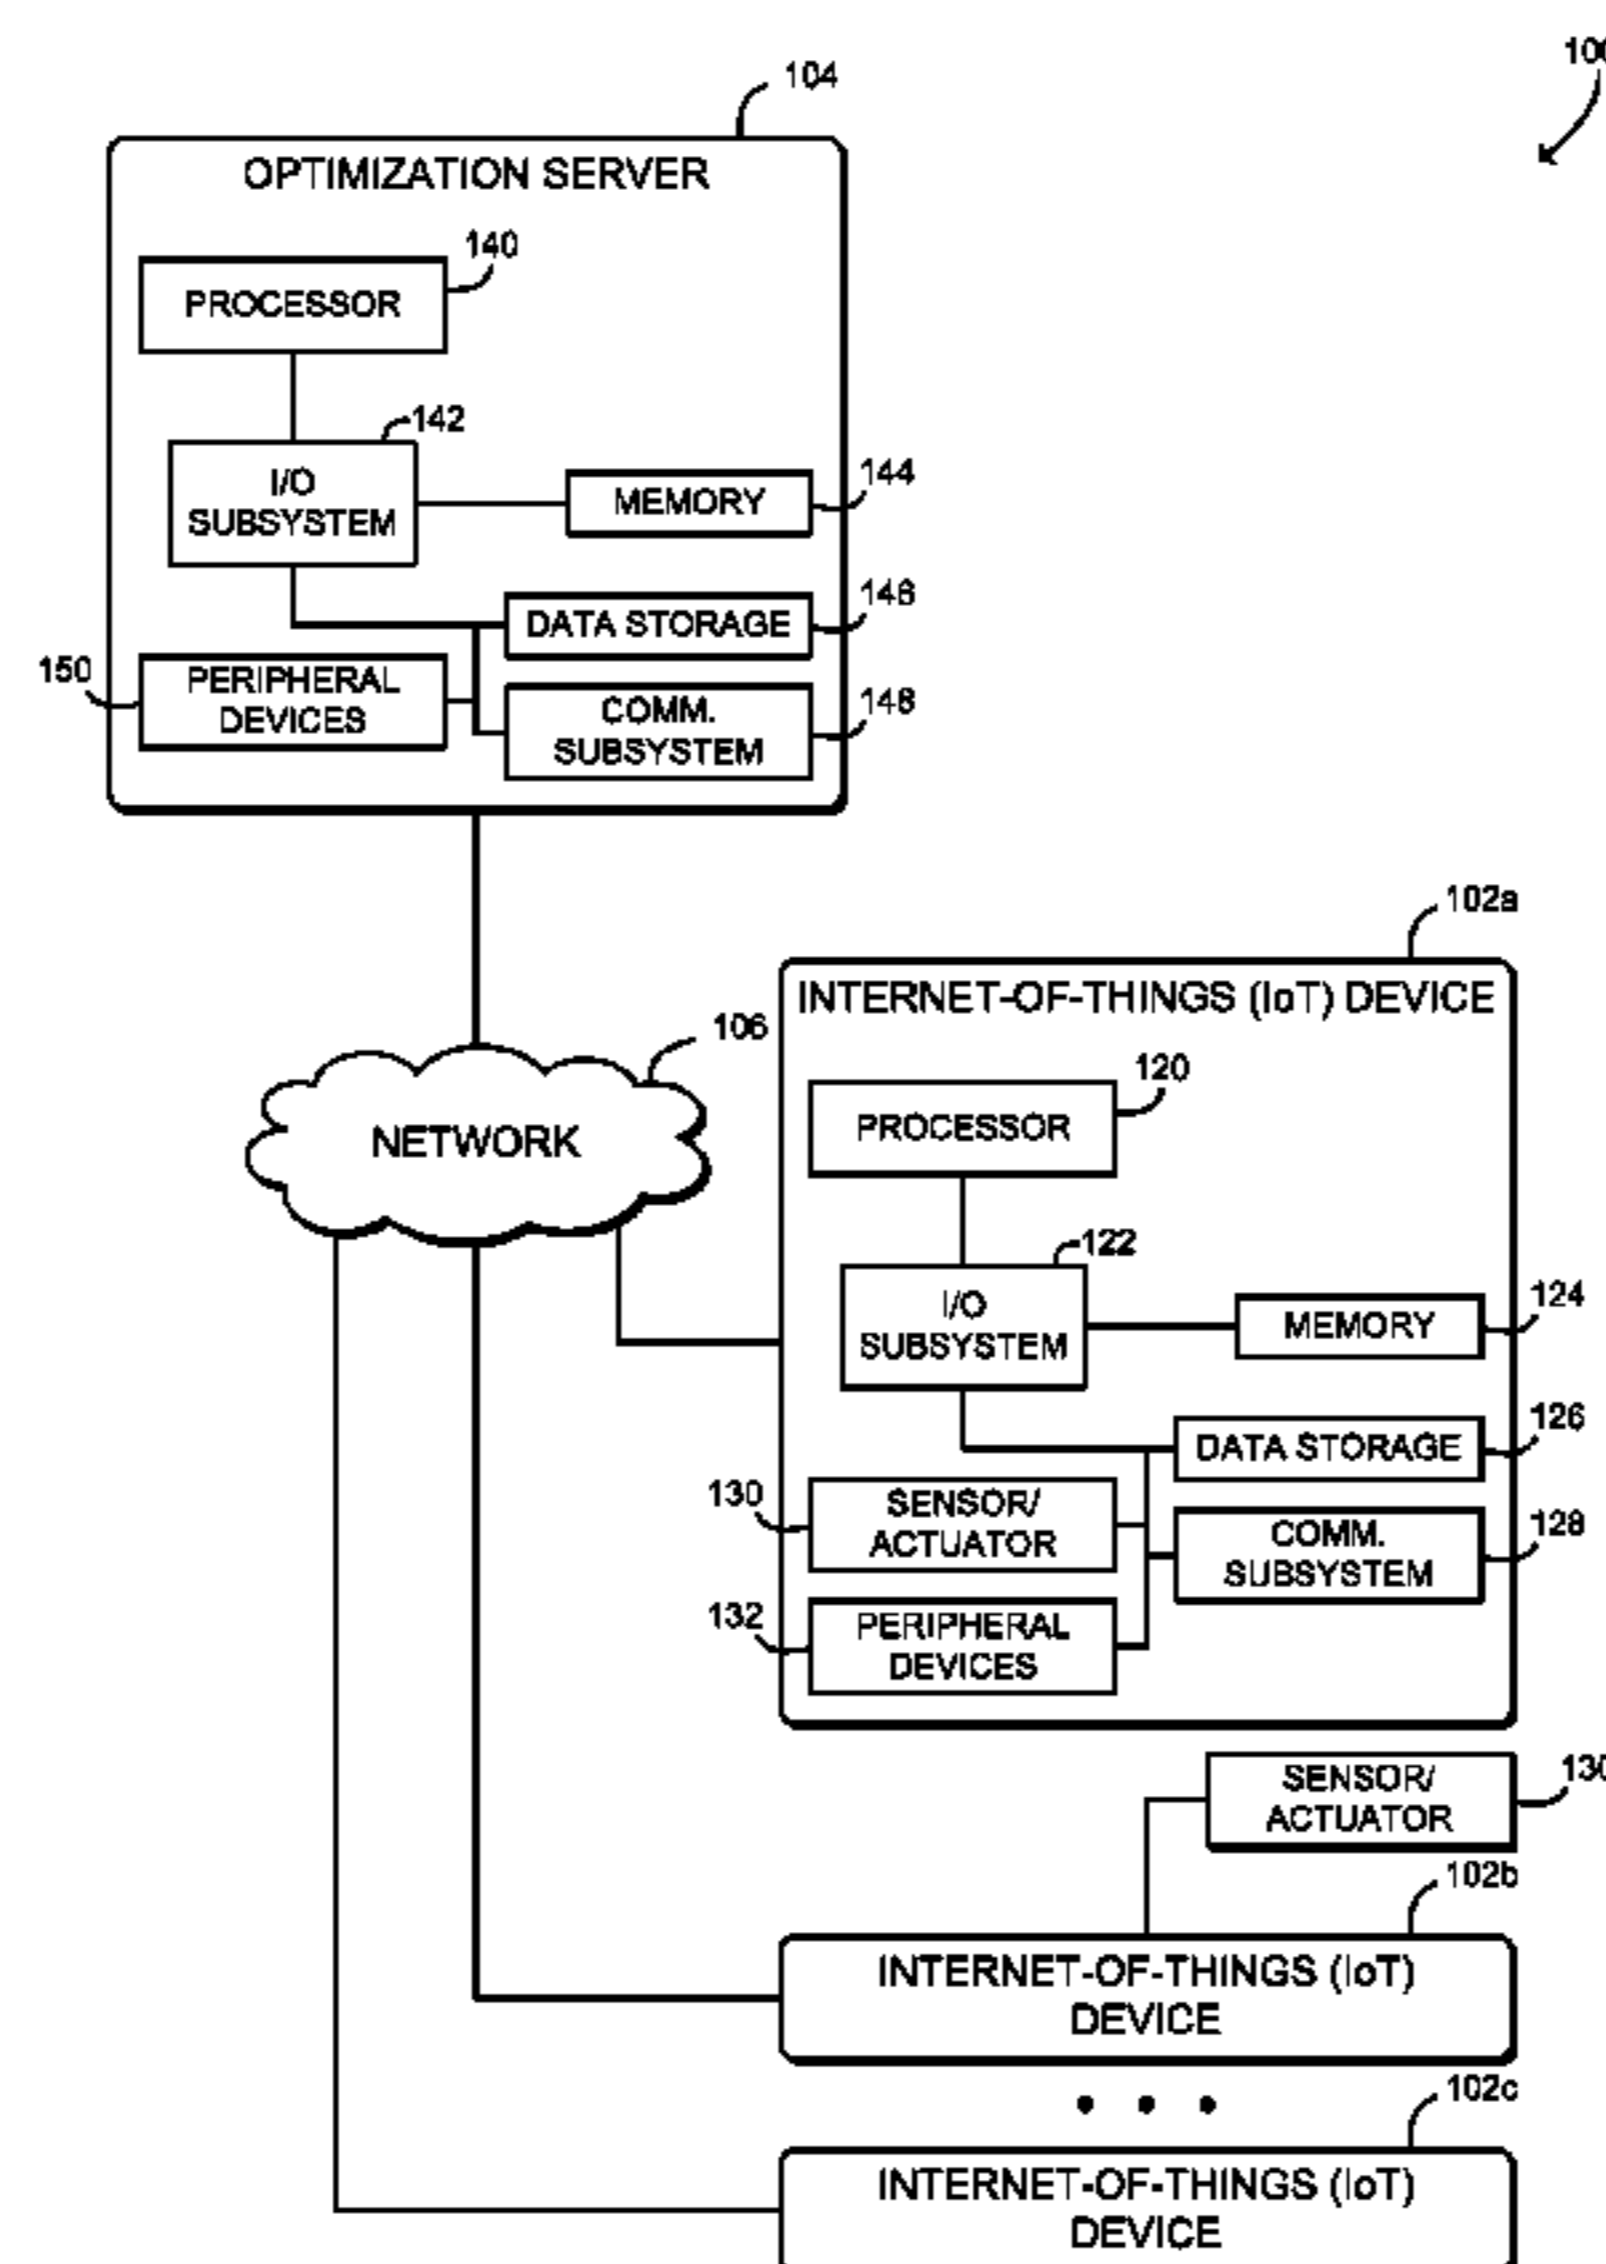 100
104
OPTIMIZATION SERVER
140
PROCESSOR
142
I/O
SUBSYSTEM
144
MEMORY
146
DATA STORAGE
150
PERIPHERAL
DEVICES
148
COMM.
SUBSYSTEM
102a
INTERNET-OF-THINGS (IoT) DEVICE
106
NETWORK
120
PROCESSOR
122
I/O
SUBSYSTEM
124
MEMORY
126
DATA STORAGE
130
SENSOR/
ACTUATOR
128
COMM.
SUBSYSTEM
132
PERIPHERAL
DEVICES
130
SENSOR/
ACTUATOR
102b
INTERNET-OF-THINGS (IoT)
DEVICE
• • •
102c
INTERNET-OF-THINGS (IoT)
DEVICE